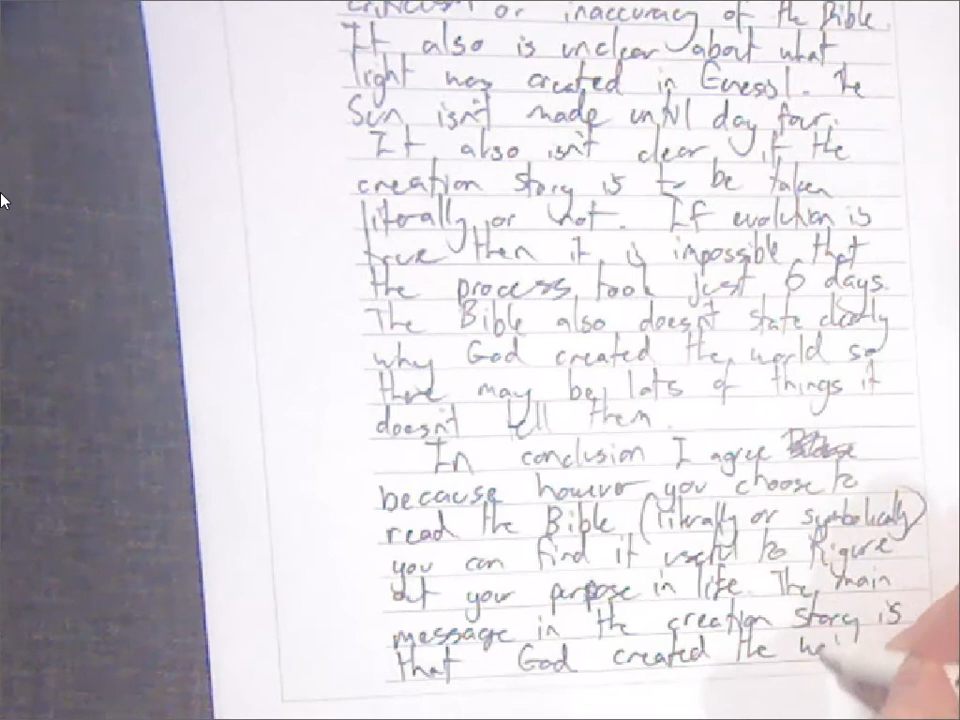 criticism or inaccuracy of the Bible.
It also is unclear about what
light was created in Genesis 1. The
Sun isn't made until day four.
It also isn't clear if the
creation story is to be taken
literally or not. If evolution is
true then it is impossible that
the process took just 6 days.
The Bible also doesn't state clearly
why God created the world so
there may be lots of things it
doesn't tell them.
In conclusion I agree
because however you choose to
read the Bible (literally or symbolically)
you can find it useful to figure
out your purpose in life. The main
message in the creation story is
that God created the